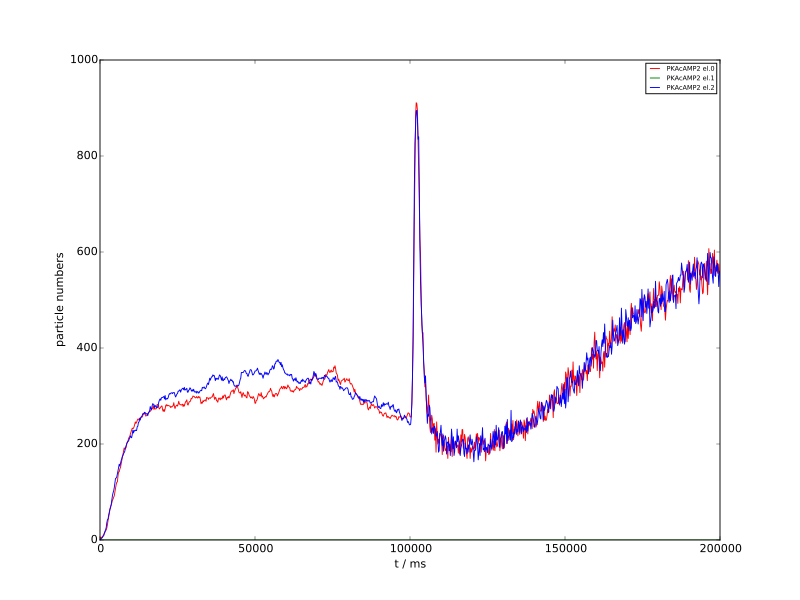 1000
800
600
400
200
0
particle numbers
PKAcAMP2 el.0
PKAcAMP2 el.1
PKAcAMP2 el.2
0 50000 100000 150000 200000
t / ms